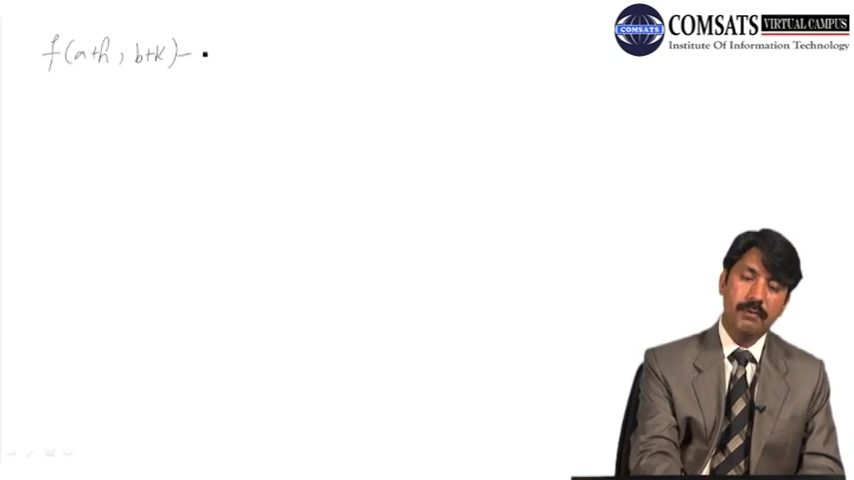 f(a+h, b+k) -
COMSATS
COMSATS
VIRTUAL CAMPUS
Institute Of Information Technology